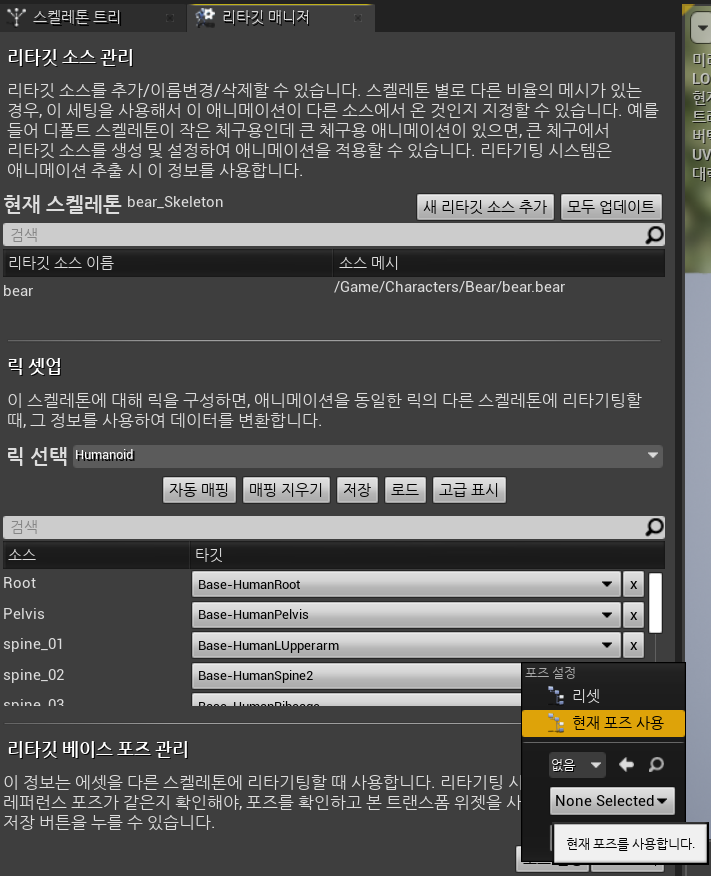 스켈레톤 트리
리타깃 매니저
리타깃 소스 관리
리타깃 소스를 추가/이름변경/삭제할 수 있습니다. 스켈레톤 별로 다른 비율의 메시가 있는
경우, 이 세팅을 사용해서 이 애니메이션이 다른 소스에서 온 것인지 지정할 수 있습니다. 예를
들어 디폴트 스켈레톤이 작은 체구용인데 큰 체구용 애니메이션이 있으면, 큰 체구에서
리타깃 소스를 생성 및 설정하여 애니메이션을 적용할 수 있습니다. 리타기팅 시스템은
애니메이션 추출 시 이 정보를 사용합니다.
현재 스켈레톤 bear_Skeleton
새 리타깃 소스 추가
모두 업데이트
검색
리타깃 소스 이름
소스 메시
bear
/Game/Characters/Bear/bear.bear
릭 셋업
이 스켈레톤에 대해 릭을 구성하면, 애니메이션을 동일한 릭의 다른 스켈레톤에 리타기팅할
때, 그 정보를 사용하여 데이터를 변환합니다.
릭 선택 Humanoid
자동 매핑
매핑 지우기
저장
로드
고급 표시
검색
소스
타깃
Root
Base-HumanRoot
x
Pelvis
Base-HumanPelvis
x
spine_01
Base-HumanLUpperarm
x
spine_02
Base-HumanSpine2
spine_03
포즈 설정
리셋
현재 포즈 사용
없음
None Selected
현재 포즈를 사용합니다.
리타깃 베이스 포즈 관리
이 정보는 에셋을 다른 스켈레톤에 리타기팅할 때 사용합니다. 리타기팅 시
레퍼런스 포즈가 같은지 확인해야, 포즈를 확인하고 본 트랜스폼 위젯을 사
저장 버튼을 누를 수 있습니다.